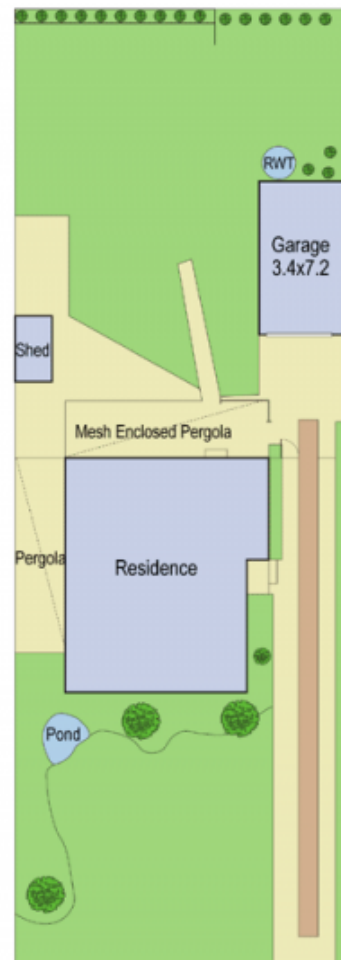 RWT
Garage
3.4x7.2
Shed
Mesh Enclosed Pergola
Pergola
Residence
Pond